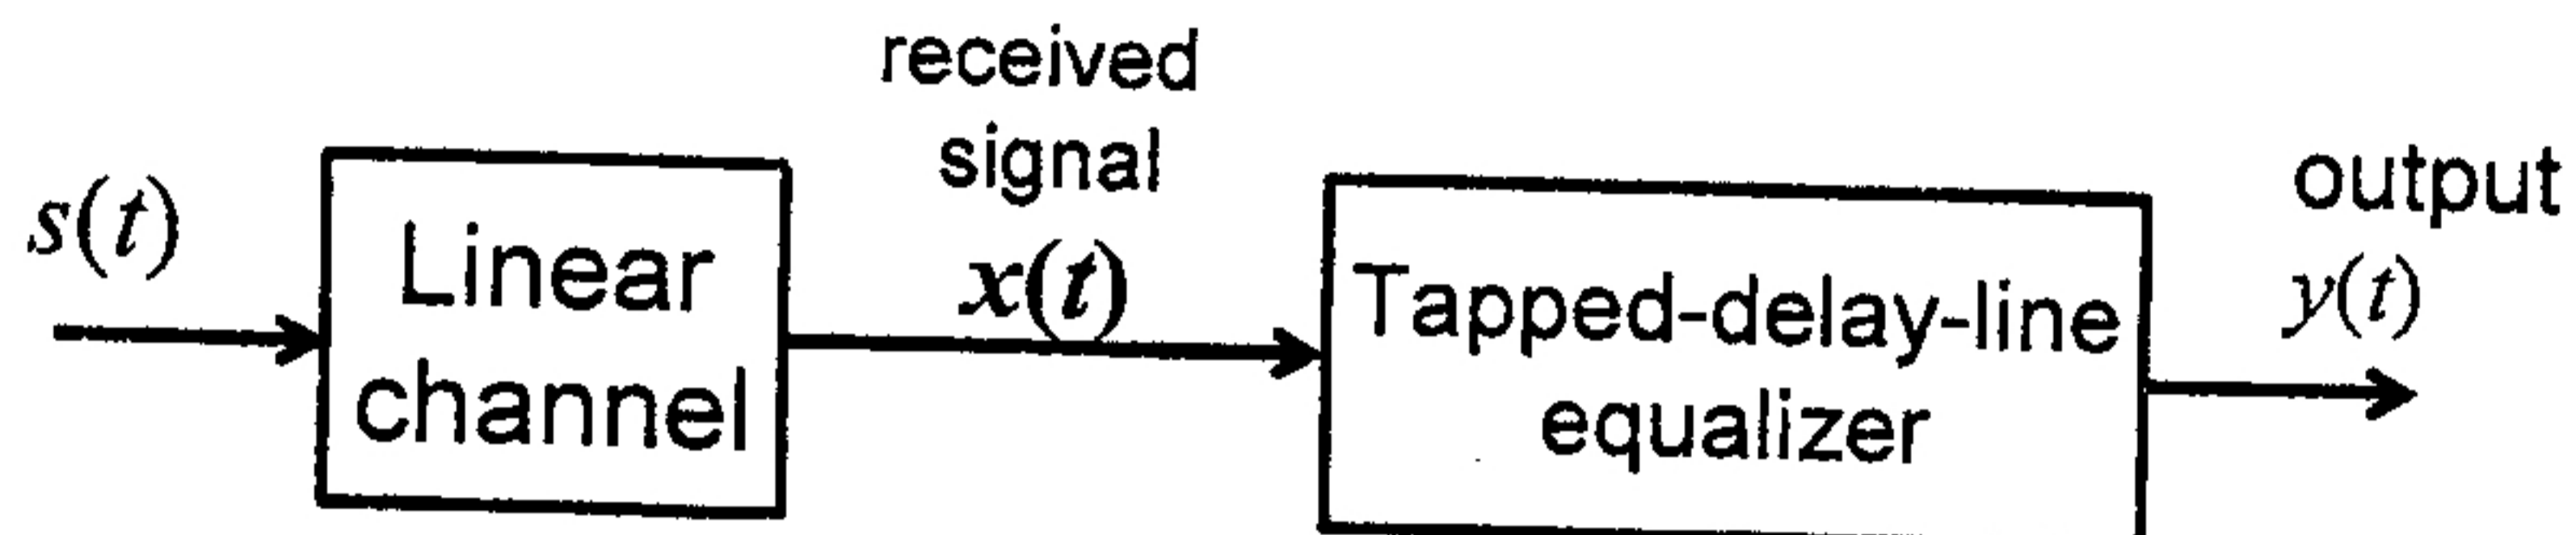 s(t)
Linear
channel
received
signal
x(t)
Tapped-delay-line
equalizer
output
y(t)